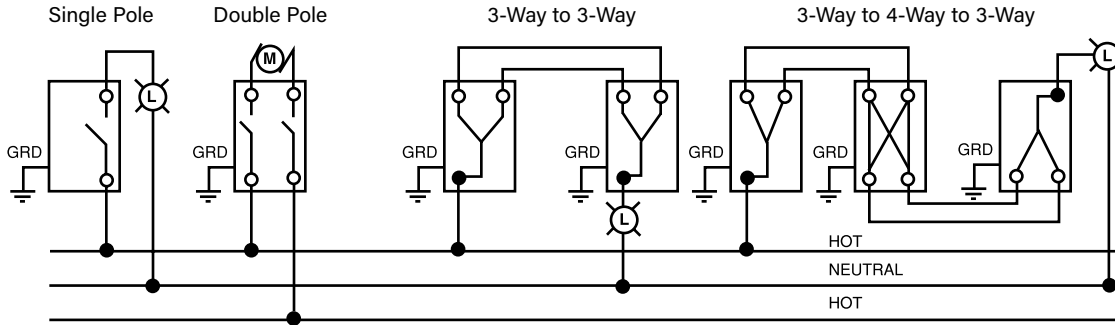 Single Pole
Double Pole
3-Way to 3-Way
3-Way to 4-Way to 3-Way
M
L
L
L
GRD
GRD
GRD
GRD
GRD
GRD
GRD
HOT
NEUTRAL
HOT